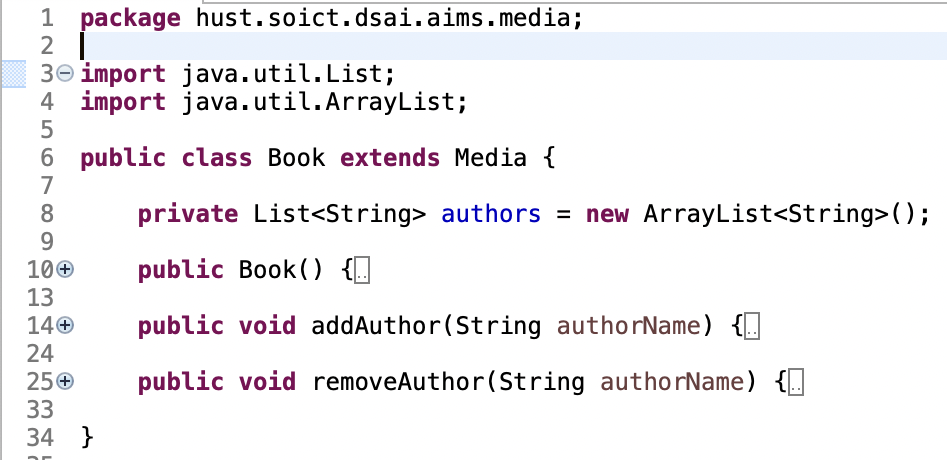 1 package hust.soict.dsai.aims.media;
2
3 import java.util.List;
4 import java.util.ArrayList;
5
6 public class Book extends Media {
7
8 private List<String> authors = new ArrayList<String>();
9
10 public Book() {..
13
14 public void addAuthor(String authorName) {..
24
25 public void removeAuthor(String authorName) {..
33
34 }